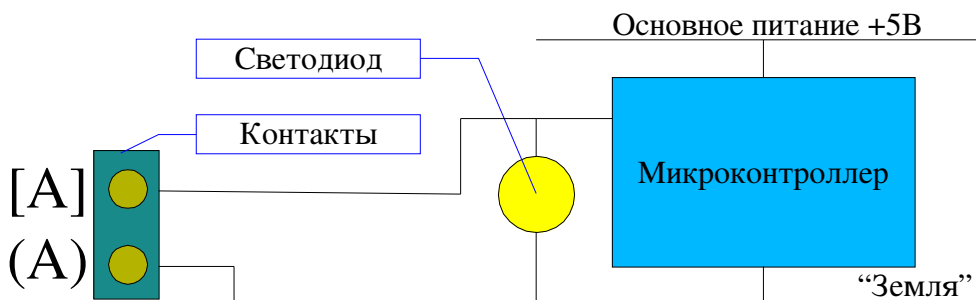 Основное питание +5В
Светодиод
Контакты
[A]
Микроконтроллер
(A)
“Земля”